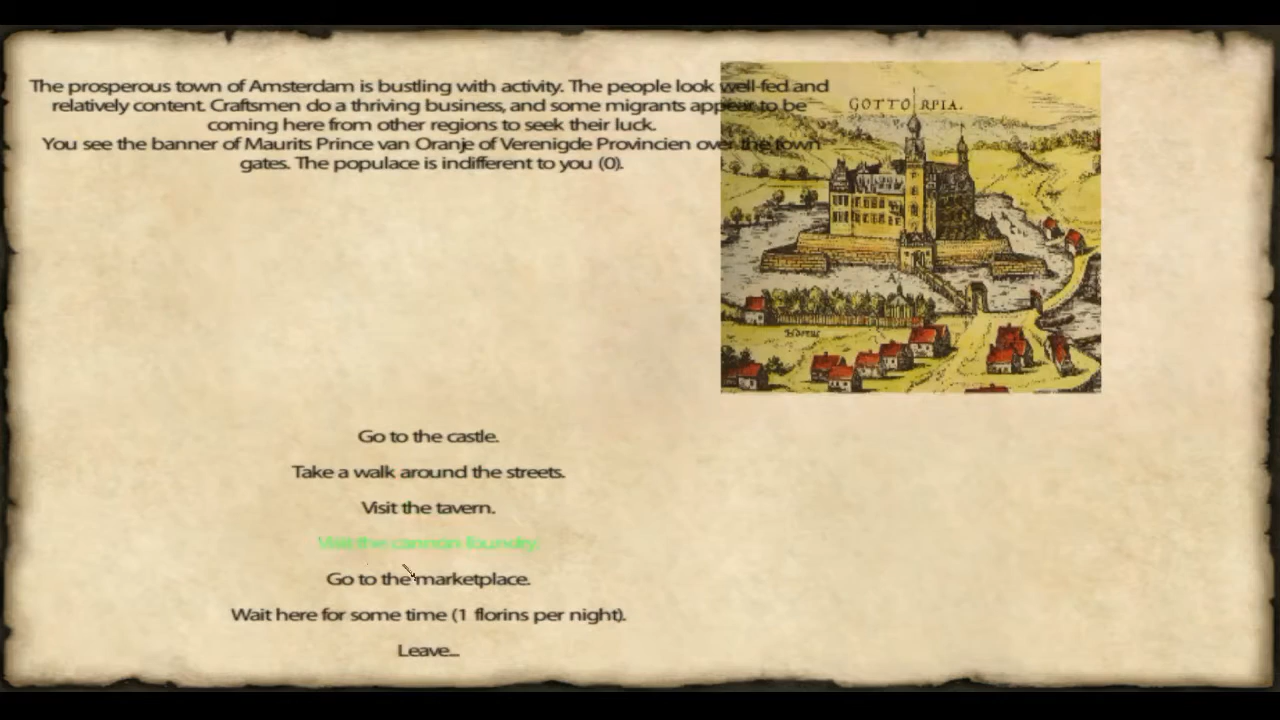 The prosperous town of Amsterdam is bustling with activity. The people look well-fed and
relatively content. Craftsmen do a thriving business, and some migrants appear to be
coming here from other regions to seek their luck.
You see the banner of Maurits Prince van Oranje of Verenigde Provincien over the town
gates. The populace is indifferent to you (0).
GOTTORPIA.
Hortus
Go to the castle.
Take a walk around the streets.
Visit the tavern.
Visit the cannon foundry.
Go to the marketplace.
Wait here for some time (1 florins per night).
Leave...